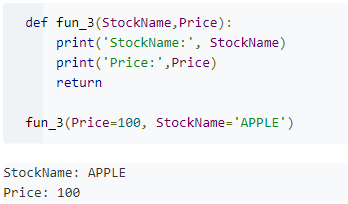 def fun_3(StockName,Price):
    print('StockName:', StockName)
    print('Price:',Price)
    return
fun_3(Price=100, StockName='APPLE')
StockName: APPLE
Price: 100